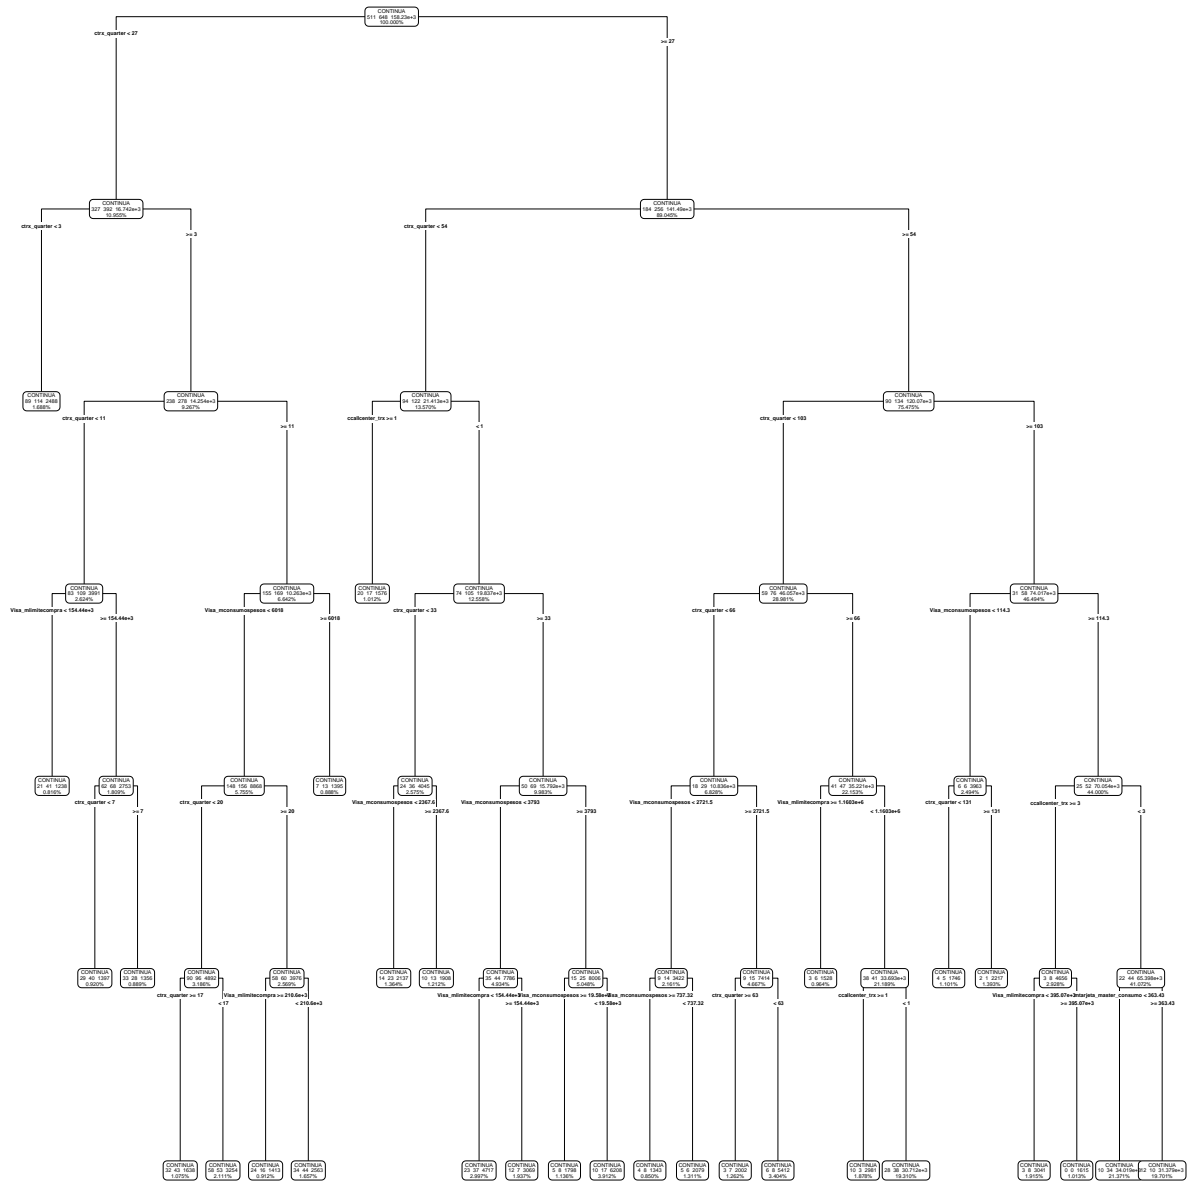 CONTINUA
511 648 158.23e+3
100.000%
ctrx_quarter < 27
>= 27
CONTINUA
327 392 16.742e+3
10.955%
CONTINUA
184 256 141.49e+3
89.045%
ctrx_quarter < 3
>= 3
ctrx_quarter < 54
>= 54
CONTINUA
89 114 2488
1.688%
CONTINUA
238 278 14.254e+3
9.267%
CONTINUA
94 122 21.413e+3
13.570%
CONTINUA
90 134 120.07e+3
75.475%
ctrx_quarter < 11
>= 11
ccallcenter_trx >= 1
< 1
ctrx_quarter < 103
>= 103
CONTINUA
83 109 3991
2.624%
CONTINUA
155 169 10.263e+3
6.642%
CONTINUA
20 17 1576
1.012%
CONTINUA
74 105 19.837e+3
12.558%
CONTINUA
59 76 46.057e+3
28.981%
CONTINUA
31 58 74.017e+3
46.494%
Visa_mlimitecompra < 154.44e+3
>= 154.44e+3
Visa_mconsumospesos < 6018
>= 6018
ctrx_quarter < 33
>= 33
ctrx_quarter < 66
>= 66
Visa_mconsumospesos < 114.3
>= 114.3
CONTINUA
21 41 1238
0.816%
CONTINUA
62 68 2753
1.809%
CONTINUA
148 156 8868
5.755%
CONTINUA
7 13 1395
0.888%
CONTINUA
24 36 4045
2.575%
CONTINUA
50 69 15.792e+3
9.983%
CONTINUA
18 29 10.836e+3
6.828%
CONTINUA
41 47 35.221e+3
22.153%
CONTINUA
6 6 3963
2.494%
CONTINUA
25 52 70.054e+3
44.000%
ctrx_quarter < 7
>= 7
ctrx_quarter < 20
>= 20
Visa_mconsumospesos < 2367.6
>= 2367.6
Visa_mconsumospesos < 3793
>= 3793
Visa_mconsumospesos < 2721.5
>= 2721.5
Visa_mlimitecompra >= 1.1603e+6
< 1.1603e+6
ctrx_quarter < 131
>= 131
ccallcenter_trx >= 3
< 3
CONTINUA
29 40 1397
0.920%
CONTINUA
33 28 1356
0.889%
CONTINUA
90 96 4892
3.186%
CONTINUA
58 60 3976
2.569%
CONTINUA
14 23 2137
1.364%
CONTINUA
10 13 1908
1.212%
CONTINUA
35 44 7786
4.934%
CONTINUA
15 25 8006
5.048%
CONTINUA
9 14 3422
2.161%
CONTINUA
9 15 7414
4.667%
CONTINUA
3 6 1528
0.964%
CONTINUA
38 41 33.693e+3
21.189%
CONTINUA
4 5 1746
1.101%
CONTINUA
2 1 2217
1.393%
CONTINUA
3 8 4656
2.928%
CONTINUA
22 44 65.398e+3
41.072%
ctrx_quarter >= 17
< 17
Visa_mlimitecompra >= 210.6e+3
< 210.6e+3
Visa_mlimitecompra < 154.44e+3
>= 154.44e+3
Visa_mconsumospesos >= 19.58e+3
< 19.58e+3
Visa_mconsumospesos >= 737.32
< 737.32
ctrx_quarter >= 63
< 63
ccallcenter_trx >= 1
< 1
Visa_mlimitecompra < 395.07e+3
>= 395.07e+3
mtarjeta_master_consumo < 363.43
>= 363.43
CONTINUA
32 43 1638
1.075%
CONTINUA
58 53 3254
2.111%
CONTINUA
24 16 1413
0.912%
CONTINUA
34 44 2563
1.657%
CONTINUA
23 37 4717
2.997%
CONTINUA
12 7 3069
1.937%
CONTINUA
5 8 1798
1.136%
CONTINUA
10 17 6208
3.912%
CONTINUA
4 8 1343
0.850%
CONTINUA
5 6 2079
1.311%
CONTINUA
3 7 2002
1.262%
CONTINUA
6 8 5412
3.404%
CONTINUA
10 3 2981
1.878%
CONTINUA
28 38 30.712e+3
19.310%
CONTINUA
3 8 3041
1.915%
CONTINUA
0 0 1615
1.013%
CONTINUA
10 34 34.019e+3
21.371%
CONTINUA
12 10 31.379e+3
19.701%